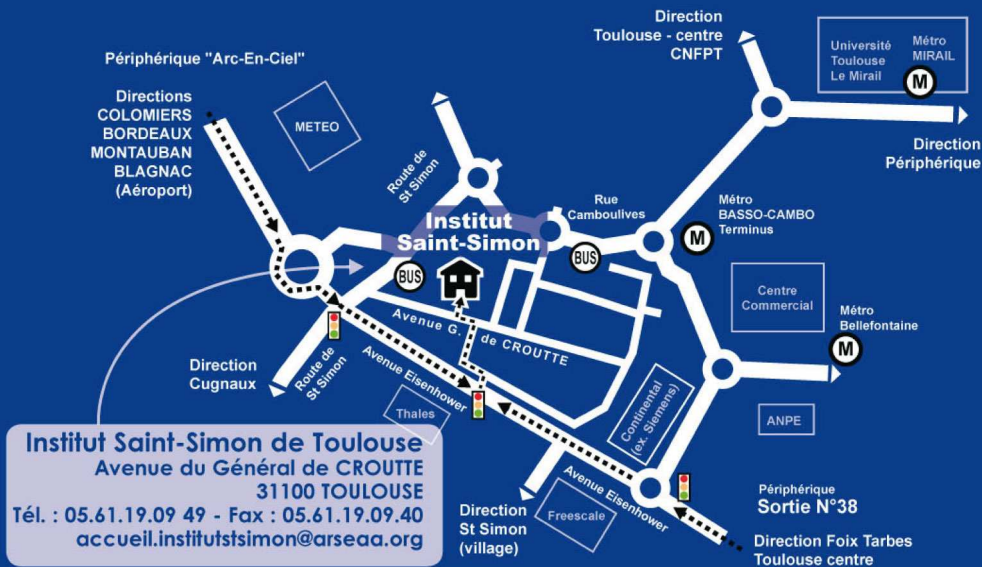 Périphérique "Arc-En-Ciel"
Directions
COLOMIERS
BORDEAUX
MONTAUBAN
BLAGNAC
(Aéroport)
METEO
Route de
St Simon
Direction
Toulouse - centre
CNFPT
Université
Toulouse
Le Mirail
Métro
MIRAIL
M
Direction
Périphérique
Rue
Camboulives
Métro
BASSO-CAMBO
Terminus
M
Institut
Saint-Simon
BUS
BUS
Centre
Commercial
Métro
Bellefontaine
M
Avenue G. de CROUTTE
Direction
Cugnaux
Route de
St Simon
Avenue Eisenhower
Thales
Continental
(ex. Siemens)
ANPE
Institut Saint-Simon de Toulouse
Avenue du Général de CROUTTE
31100 TOULOUSE
Tél. : 05.61.19.09 49 - Fax : 05.61.19.09.40
accueil.institutstsimon@arseaa.org
Avenue Eisenhower
Direction
St Simon
(village)
Freescale
Périphérique
Sortie N°38
Direction Foix Tarbes
Toulouse centre